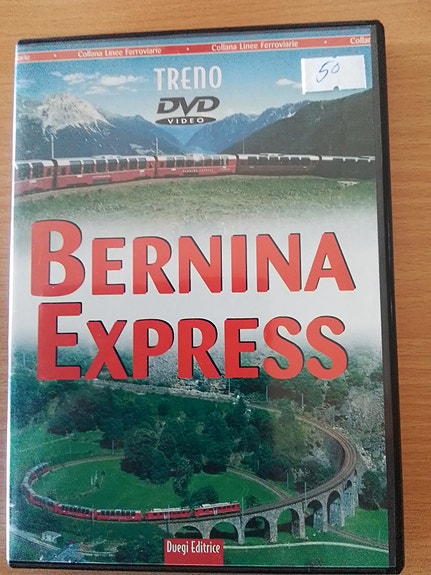 Collana Linee Ferroviarie • Collana Linee Ferroviarie •
TRENO
DVD
VIDEO
50
BERNINA
EXPRESS
Duegi Editrice